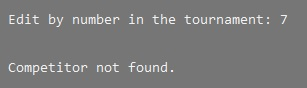 Edit by number in the tournament: 7
Competitor not found.